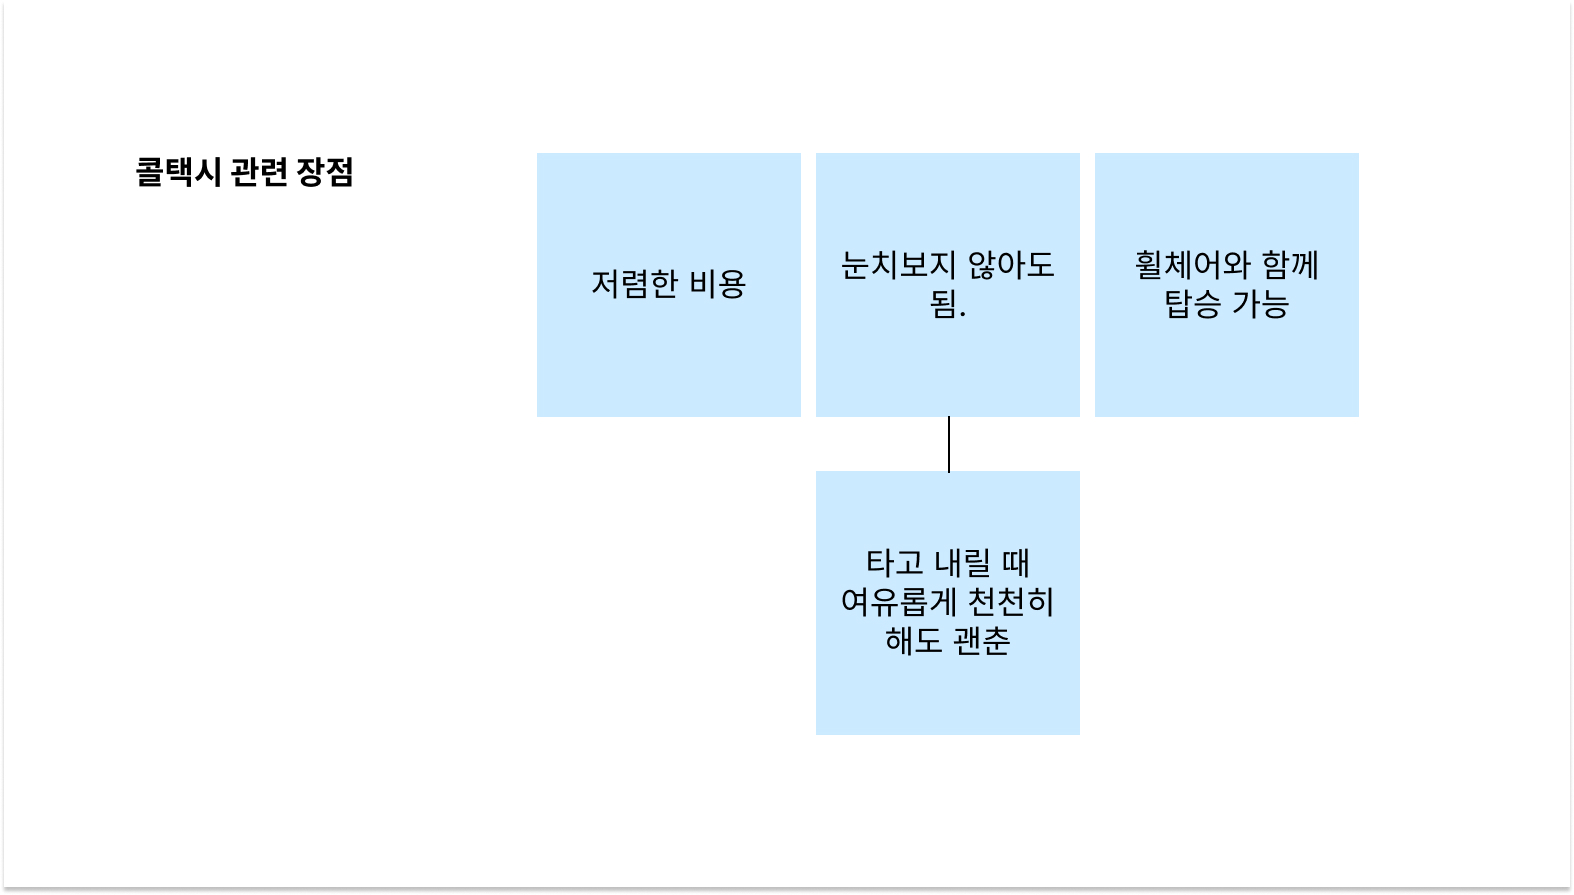 콜택시 관련 장점
저렴한 비용
눈치보지 않아도
됨.
휠체어와 함께
탑승 가능
타고 내릴 때
여유롭게 천천히
해도 괜춘